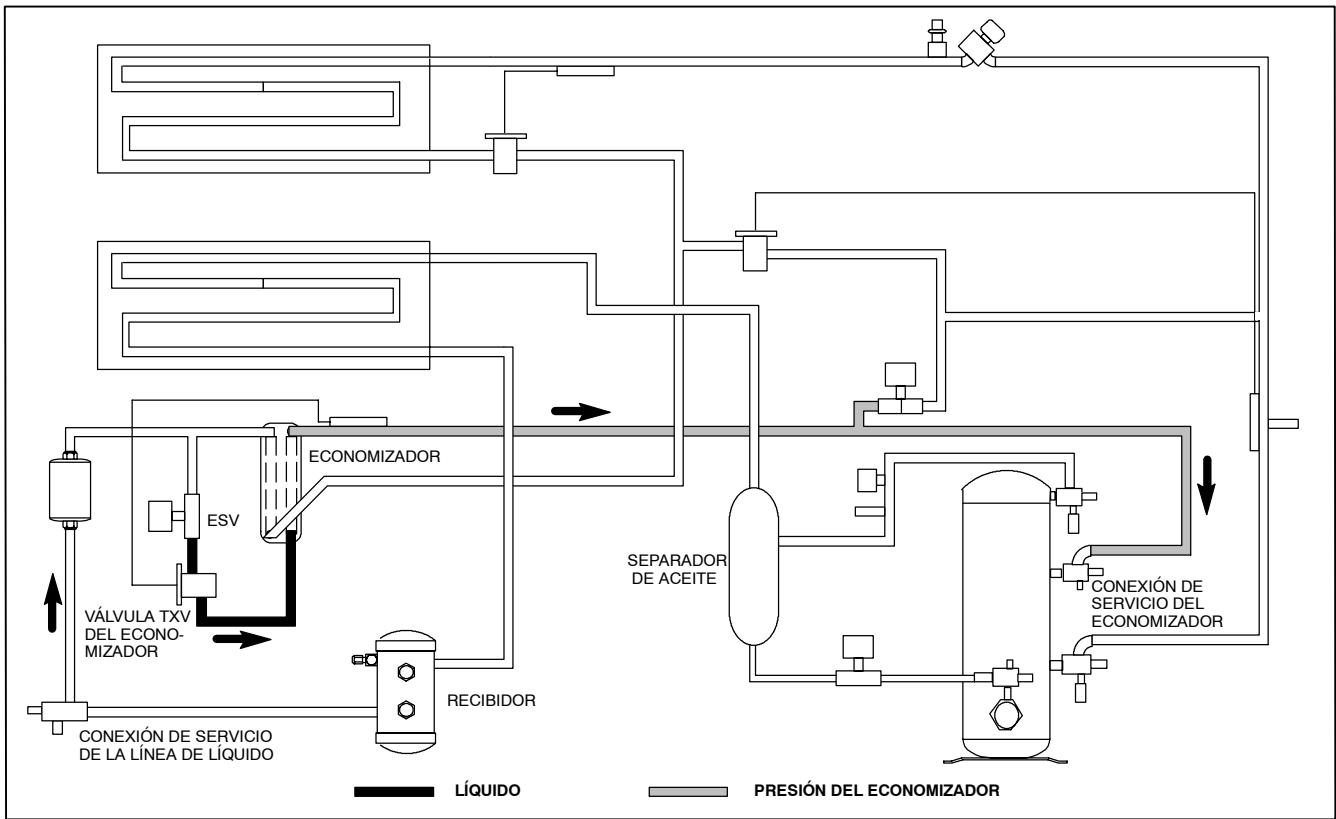 ECONOMIZADOR
ESV
SEPARADOR
DE ACEITE
CONEXIÓN DE
SERVICIO DEL
ECONOMIZADOR
VÁLVULA TXV
DEL ECONO-
MIZADOR
RECIBIDOR
CONEXIÓN DE SERVICIO
DE LA LÍNEA DE LÍQUIDO
LÍQUIDO
PRESIÓN DEL ECONOMIZADOR